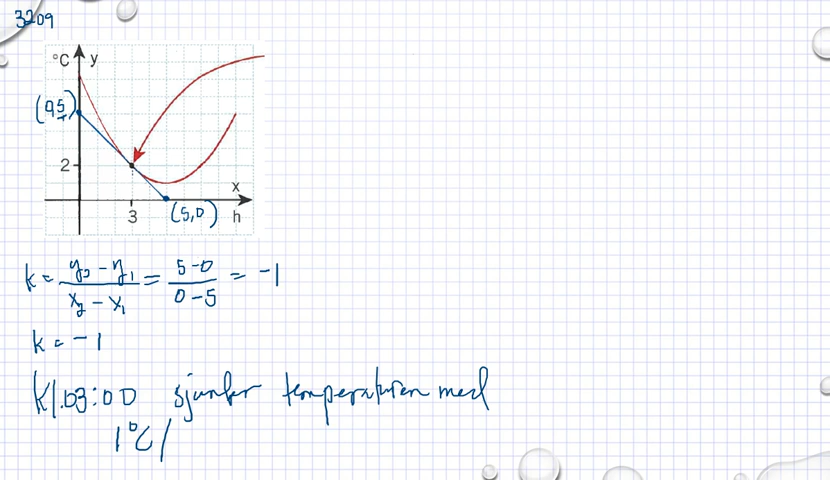 3209
°C y
(0,5)
2
x
3 (5,0) h
k = y₂ - y₁ / x₂ - x₁ = 5-0 / 0-5 = -1
k = -1
Kl.03:00 sjunker temperaturen med
1°C/